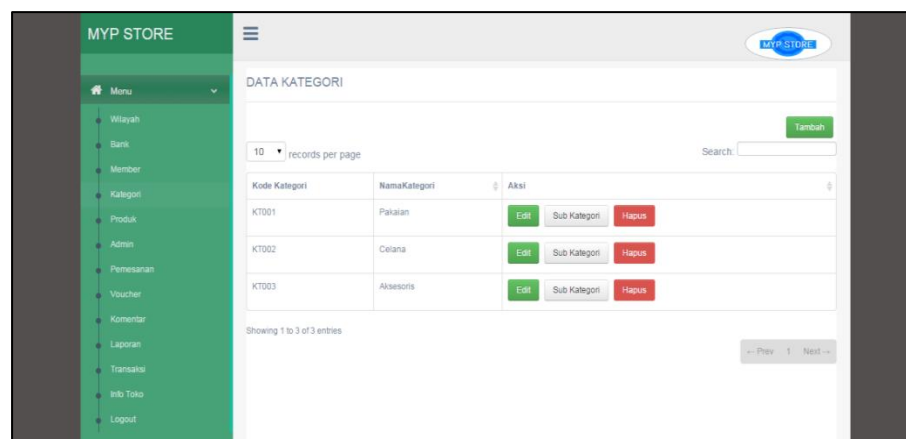 MYP STORE
MYP STORE
Menu
Wilayah
Bank
Member
Kategori
Produk
Admin
Pemesanan
Voucher
Komentar
Laporan
Transaksi
Info Toko
Logout
DATA KATEGORI
Tambah
10 records per page
Search:
Kode Kategori NamaKategori Aksi
KT001 Pakaian Edit Sub Kategori Hapus
KT002 Celana Edit Sub Kategori Hapus
KT003 Aksesoris Edit Sub Kategori Hapus
Showing 1 to 3 of 3 entries
← Prev 1 Next →